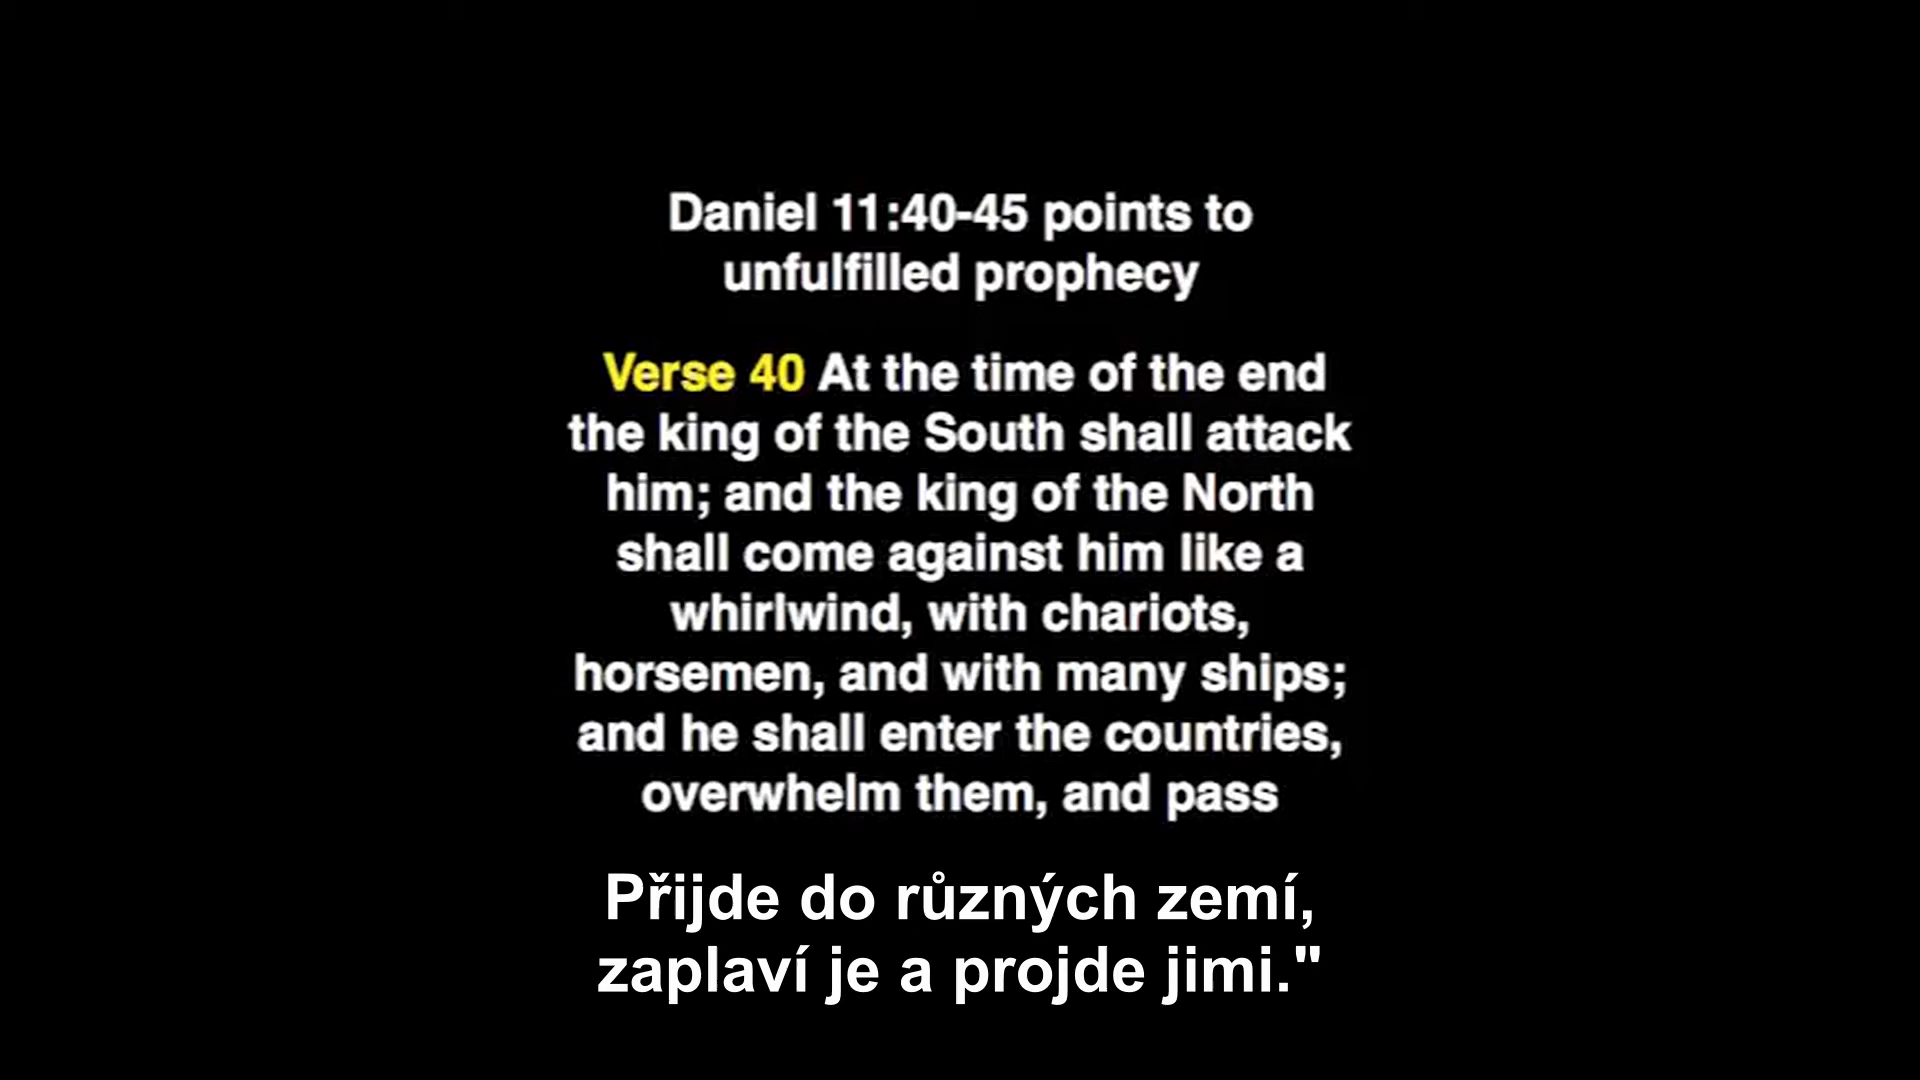 Daniel 11:40-45 points to
unfulfilled prophecy
Verse 40 At the time of the end
the king of the South shall attack
him; and the king of the North
shall come against him like a
whirlwind, with chariots,
horsemen, and with many ships;
and he shall enter the countries,
overwhelm them, and pass
Přijde do různých zemí,
zaplaví je a projde jimi."